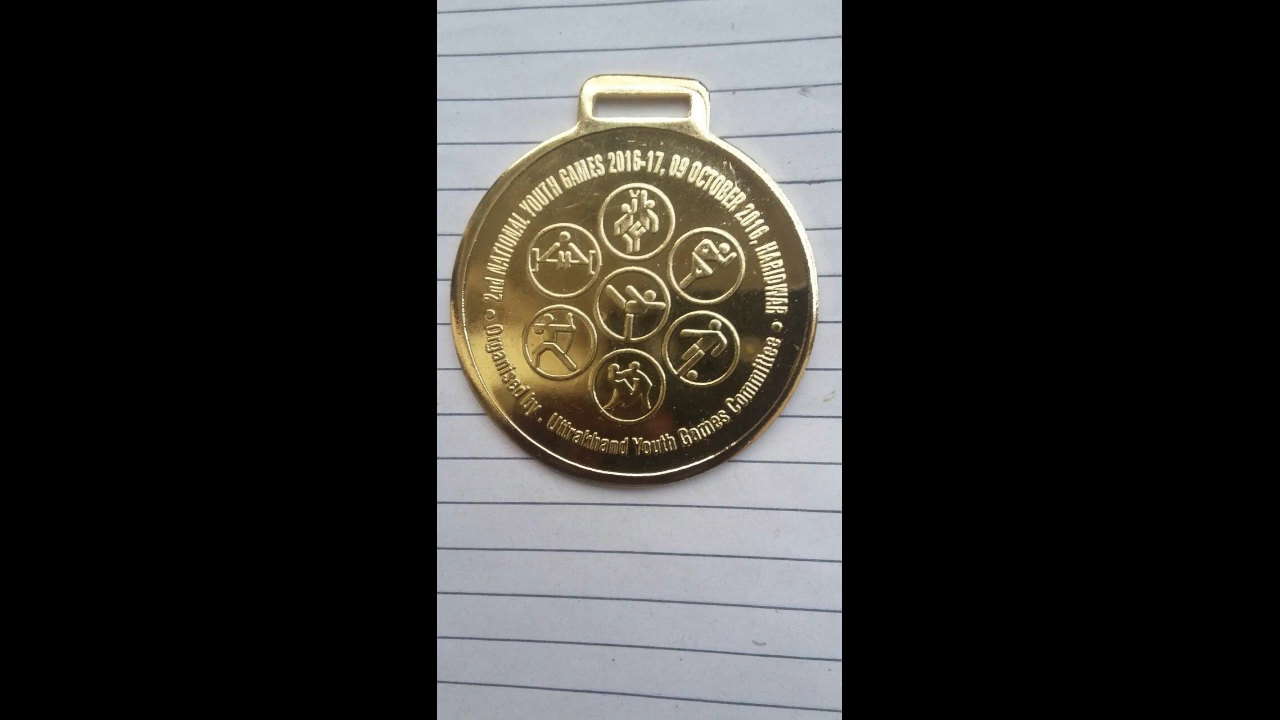 2nd NATIONAL YOUTH GAMES 2016-17, 09 OCTOBER 2016, HARIDWAR
Organised by . Uttrakhand Youth Games Committee